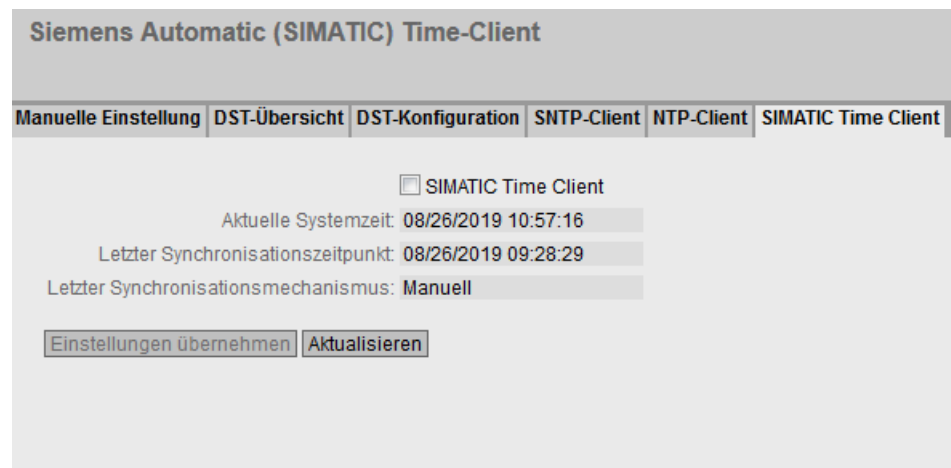 Siemens Automatic (SIMATIC) Time-Client
Manuelle Einstellung DST-Übersicht DST-Konfiguration SNTP-Client NTP-Client SIMATIC Time Client
SIMATIC Time Client
Aktuelle Systemzeit: 08/26/2019 10:57:16
Letzter Synchronisationszeitpunkt: 08/26/2019 09:28:29
Letzter Synchronisationsmechanismus: Manuell
Einstellungen übernehmen Aktualisieren